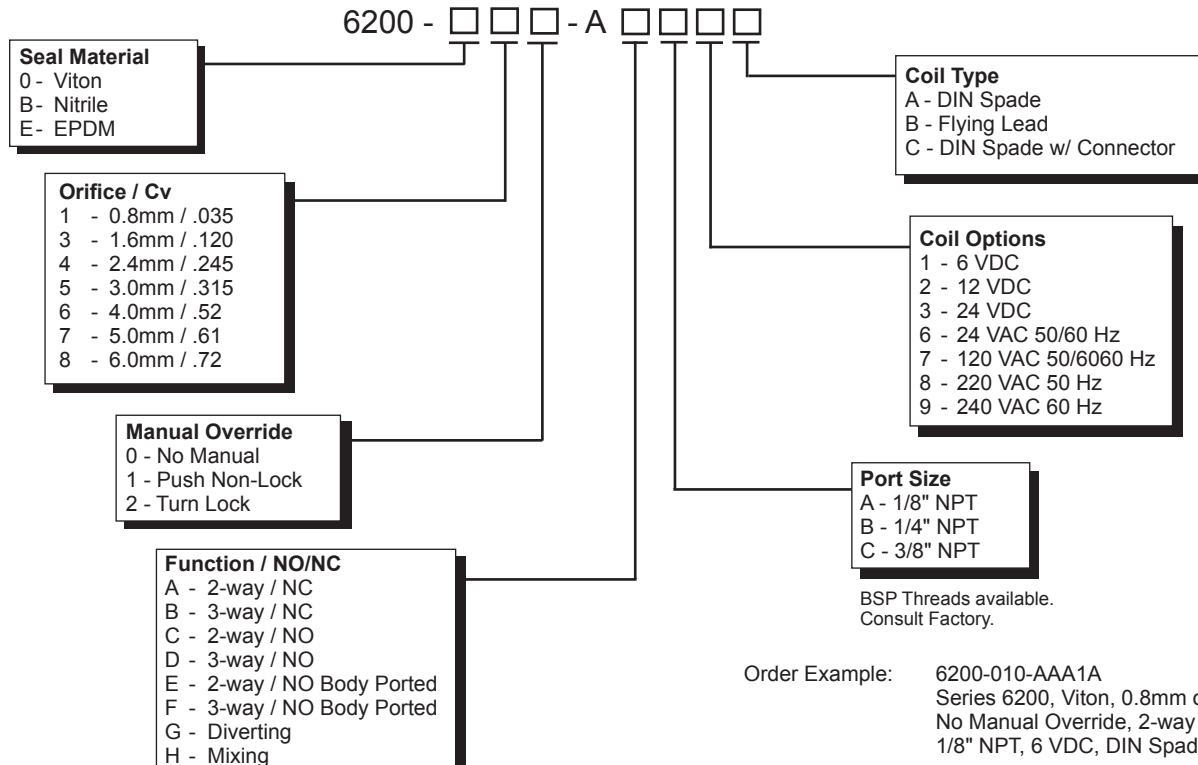 6200 - □ □ □ - A □ □ □ □
Seal Material
0 - Viton
B - Nitrile
E - EPDM
Orifice / Cv
1 - 0.8mm / .035
3 - 1.6mm / .120
4 - 2.4mm / .245
5 - 3.0mm / .315
6 - 4.0mm / .52
7 - 5.0mm / .61
8 - 6.0mm / .72
Manual Override
0 - No Manual
1 - Push Non-Lock
2 - Turn Lock
Function / NO/NC
A - 2-way / NC
B - 3-way / NC
C - 2-way / NO
D - 3-way / NO
E - 2-way / NO Body Ported
F - 3-way / NO Body Ported
G - Diverting
H - Mixing
Coil Type
A - DIN Spade
B - Flying Lead
C - DIN Spade w/ Connector
Coil Options
1 - 6 VDC
2 - 12 VDC
3 - 24 VDC
6 - 24 VAC 50/60 Hz
7 - 120 VAC 50/6060 Hz
8 - 220 VAC 50 Hz
9 - 240 VAC 60 Hz
Port Size
A - 1/8" NPT
B - 1/4" NPT
C - 3/8" NPT
BSP Threads available.
Consult Factory.
Order Example: 6200-010-AAA1A
Series 6200, Viton, 0.8mm
No Manual Override, 2-way
1/8" NPT, 6 VDC, DIN